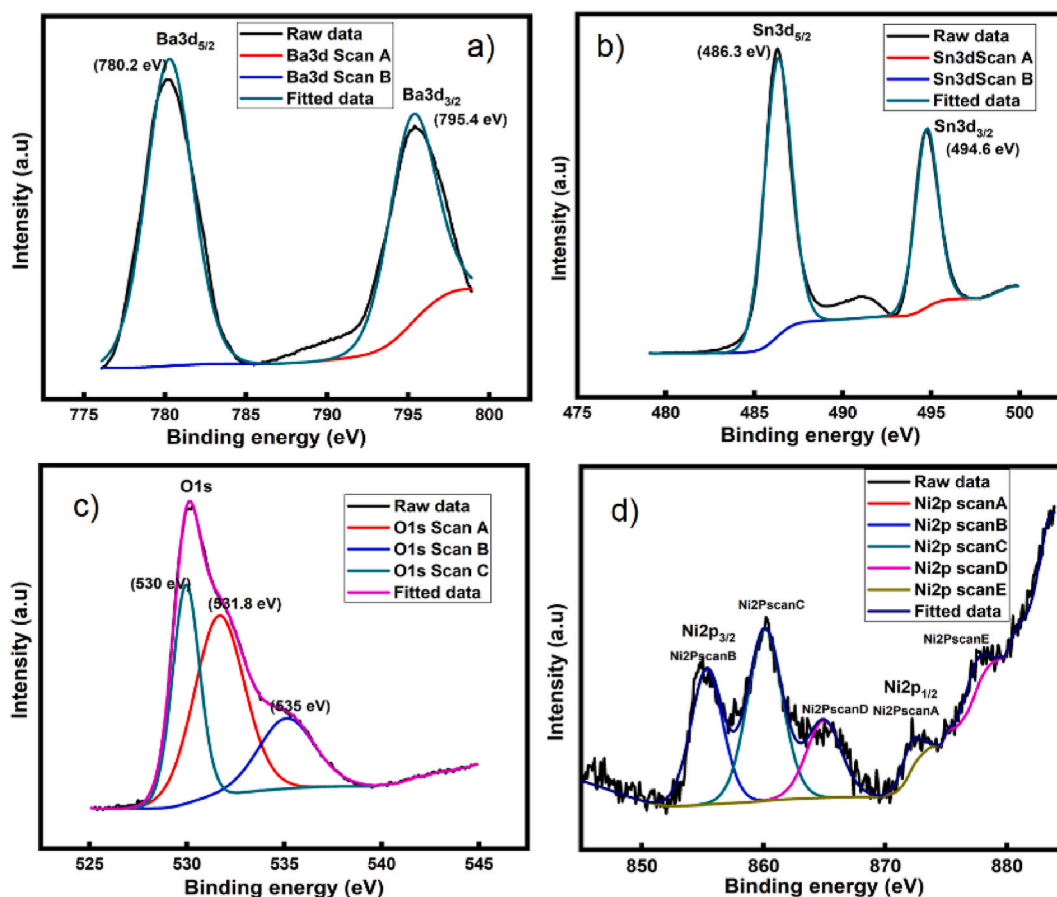 a)
Ba3d5/2
(780.2 eV)
Raw data
Ba3d Scan A
Ba3d Scan B
Fitted data
Ba3d3/2
(795.4 eV)
Intensity (a.u)
775 780 785 790 795 800
Binding energy (eV)
b)
Sn3d5/2
(486.3 eV)
Raw data
Sn3dScan A
Sn3dScan B
Fitted data
Sn3d3/2
(494.6 eV)
Intensity (a.u)
475 480 485 490 495 500
Binding energy (eV)
c)
O1s
Raw data
O1s Scan A
O1s Scan B
O1s Scan C
Fitted data
(530 eV)
(531.8 eV)
(535 eV)
Intensity (a.u)
525 530 535 540 545
Binding energy (eV)
d)
Raw data
Ni2p scanA
Ni2p scanB
Ni2p scanC
Ni2p scanD
Ni2p scanE
Fitted data
Ni2PscanC
Ni2p3/2
Ni2PscanB
Ni2PscanD
Ni2PscanE
Ni2p1/2
Ni2PscanA
Intensity (a.u)
850 860 870 880
Binding energy (eV)